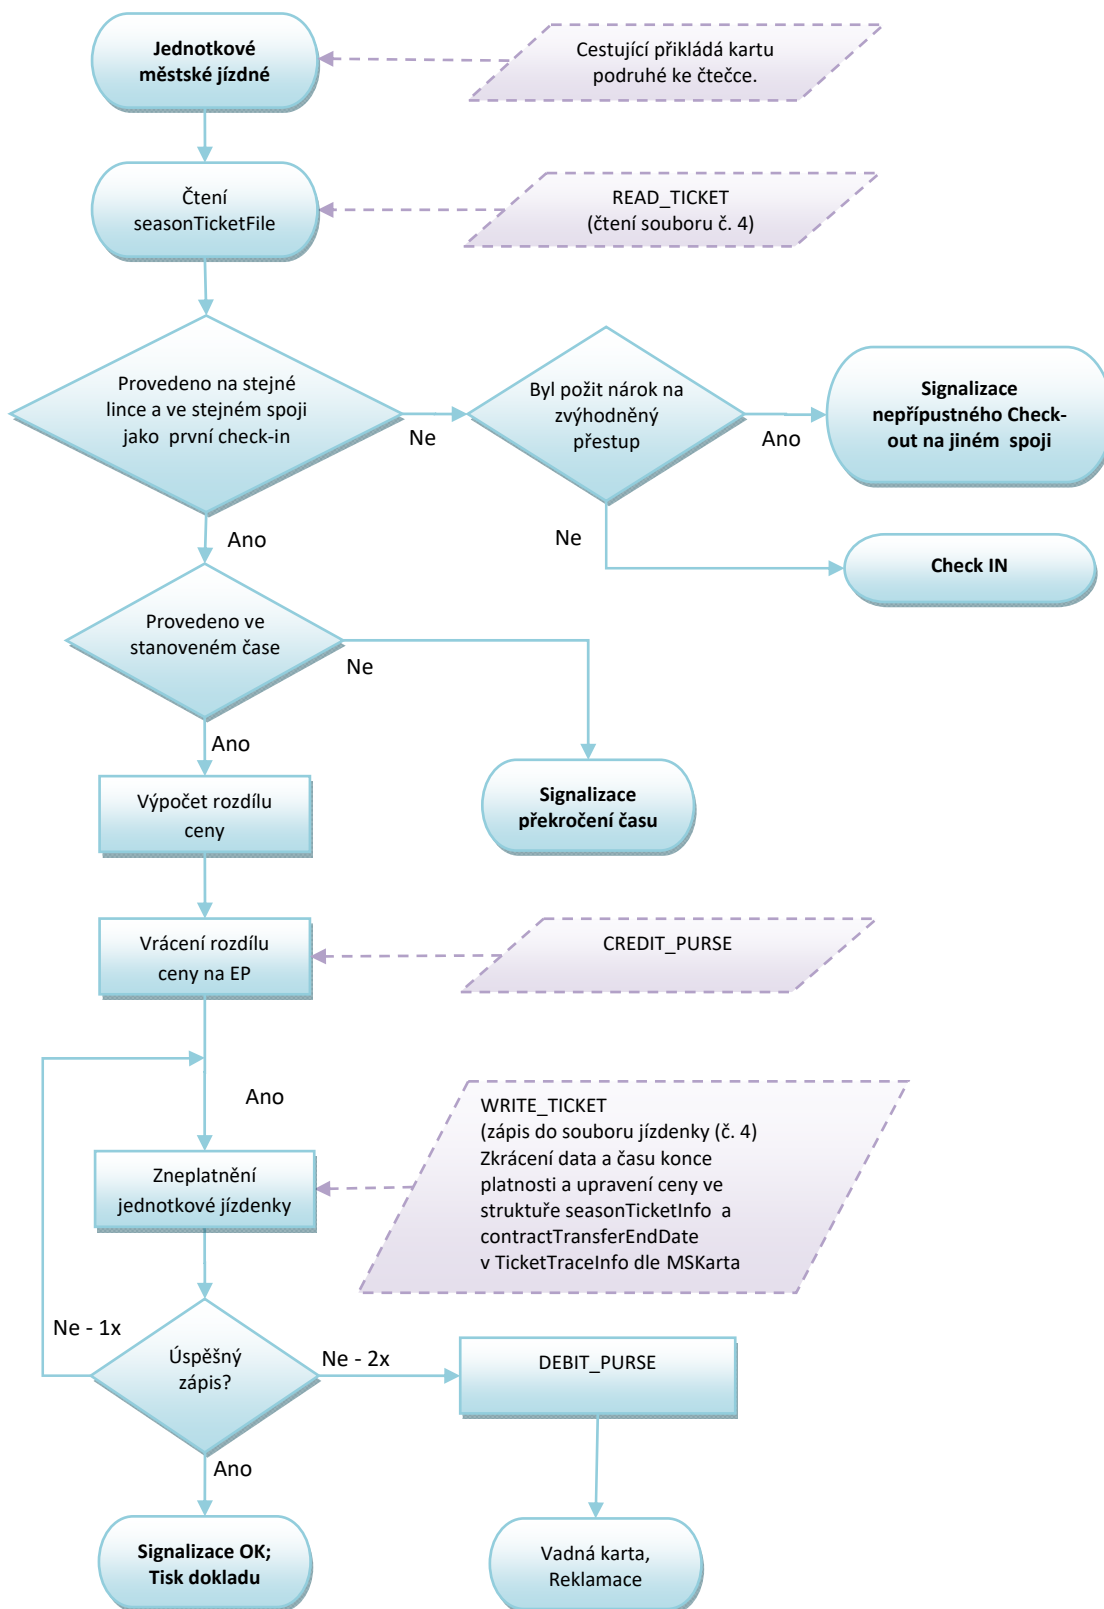 Jednotkové
městské jízdné
Cestující přikládá kartu
podruhé ke čtečce.
Čtení
seasonTicketFile
READ_TICKET
(čtení souboru č. 4)
Provedeno na stejné
lince a ve stejném spoji
jako  první check-in
Ne
Byl požit nárok na
zvýhodněný
přestup
Ano
Signalizace
nepřípustného Check-
out na jiném  spoji
Ano
Ne
Check IN
Provedeno ve
stanoveném čase
Ne
Ano
Signalizace
překročení času
Výpočet rozdílu
ceny
Vrácení rozdílu
ceny na EP
CREDIT_PURSE
Ano
WRITE_TICKET
(zápis do souboru jízdenky (č. 4)
Zkrácení data a času konce
platnosti a upravení ceny ve
struktuře seasonTicketInfo  a
contractTransferEndDate
v TicketTraceInfo dle MSKarta
Zneplatnění
jednotkové jízdenky
Ne - 1x
Úspěšný
zápis?
Ne - 2x
DEBIT_PURSE
Ano
Signalizace OK;
Tisk dokladu
Vadná karta,
Reklamace